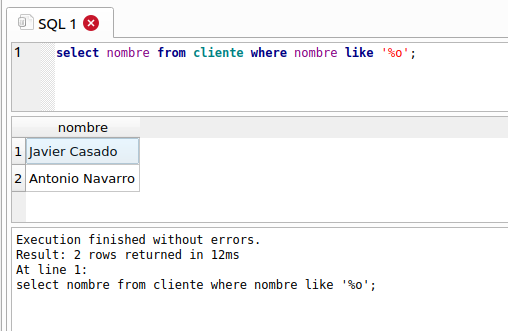 SQL 1
1 select nombre from cliente where nombre like '%o';
nombre
1 Javier Casado
2 Antonio Navarro
Execution finished without errors.
Result: 2 rows returned in 12ms
At line 1:
select nombre from cliente where nombre like '%o';